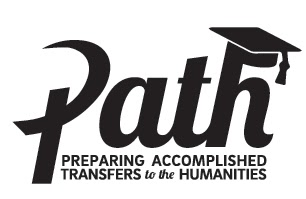 Path
PREPARING ACCOMPLISHED
TRANSFERS to the HUMANITIES